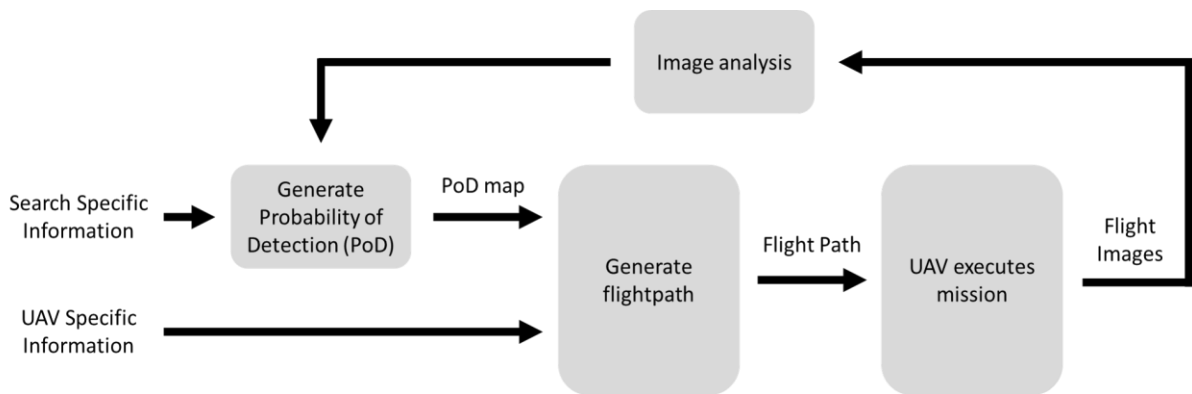 Image analysis
Search Specific
Information
Generate
Probability of
Detection (PoD)
PoD map
UAV Specific
Information
Generate
flightpath
Flight Path
UAV executes
mission
Flight
Images